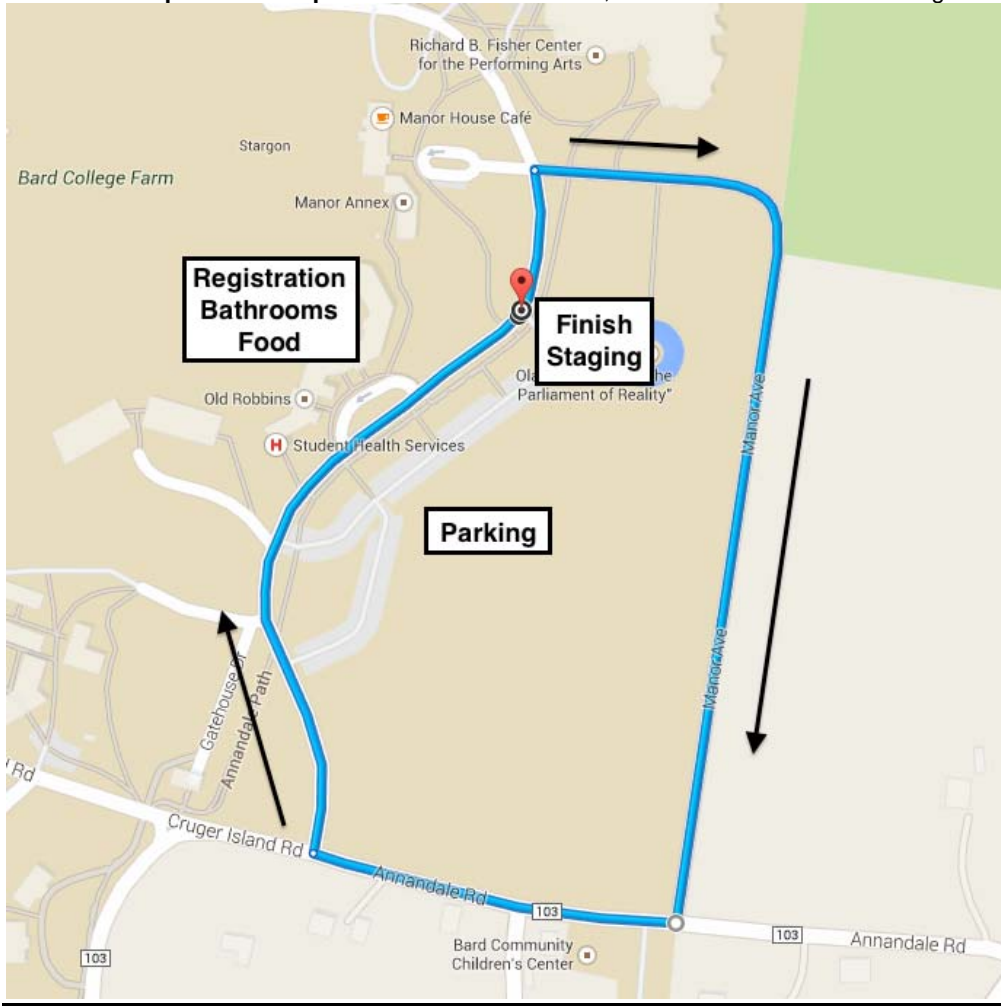 Richard B. Fisher Center
for the Performing Arts
Manor House Café
Stargon
Bard College Farm
Manor Annex
Registration
Bathrooms
Food
Finish
Staging
Parliament of Reality"
Old Robbins
H Student Health Services
Manor Ave
Parking
Manor Ave
Gatehouse Dr
Annandale Path
Rd
Cruger Island Rd
Annandale Rd
103
103
Annandale Rd
Bard Community
Children's Center
103